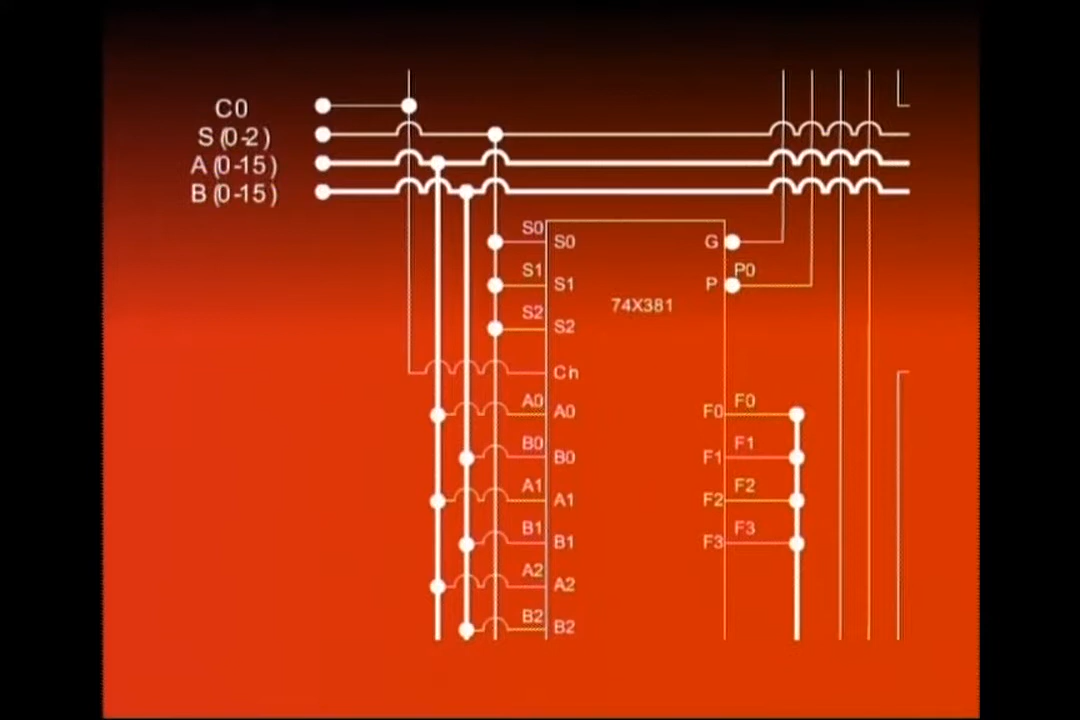 C0
S (0-2)
A (0-15)
B (0-15)
S0
S0
G
S1
P0
S1
P
74X381
S2
S2
Cn
A0
F0
A0
F0
B0
F1
B0
F1
A1
F2
A1
F2
B1
F3
B1
F3
A2
A2
B2
B2